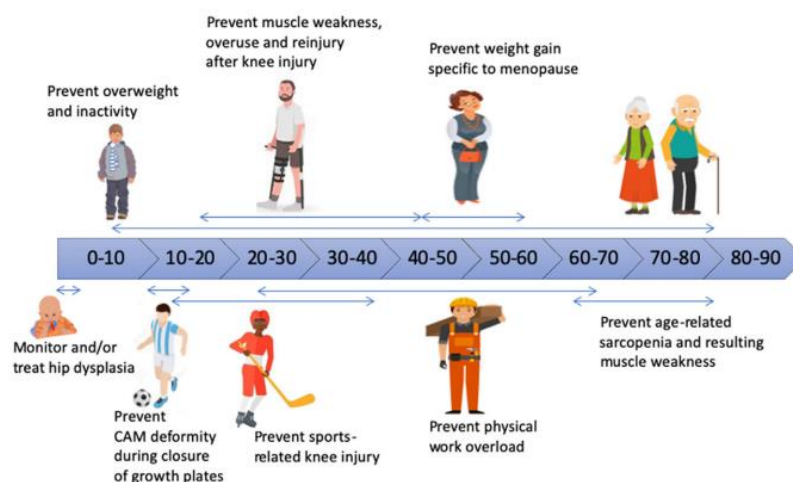 Prevent muscle weakness,
overuse and reinjury
after knee injury
Prevent weight gain
specific to menopause
Prevent overweight
and inactivity
0-10 10-20 20-30 30-40 40-50 50-60 60-70 70-80 80-90
Monitor and/or
treat hip dysplasia
Prevent
CAM deformity
during closure
of growth plates
Prevent sports-
related knee injury
Prevent physical
work overload
Prevent age-related
sarcopenia and resulting
muscle weakness